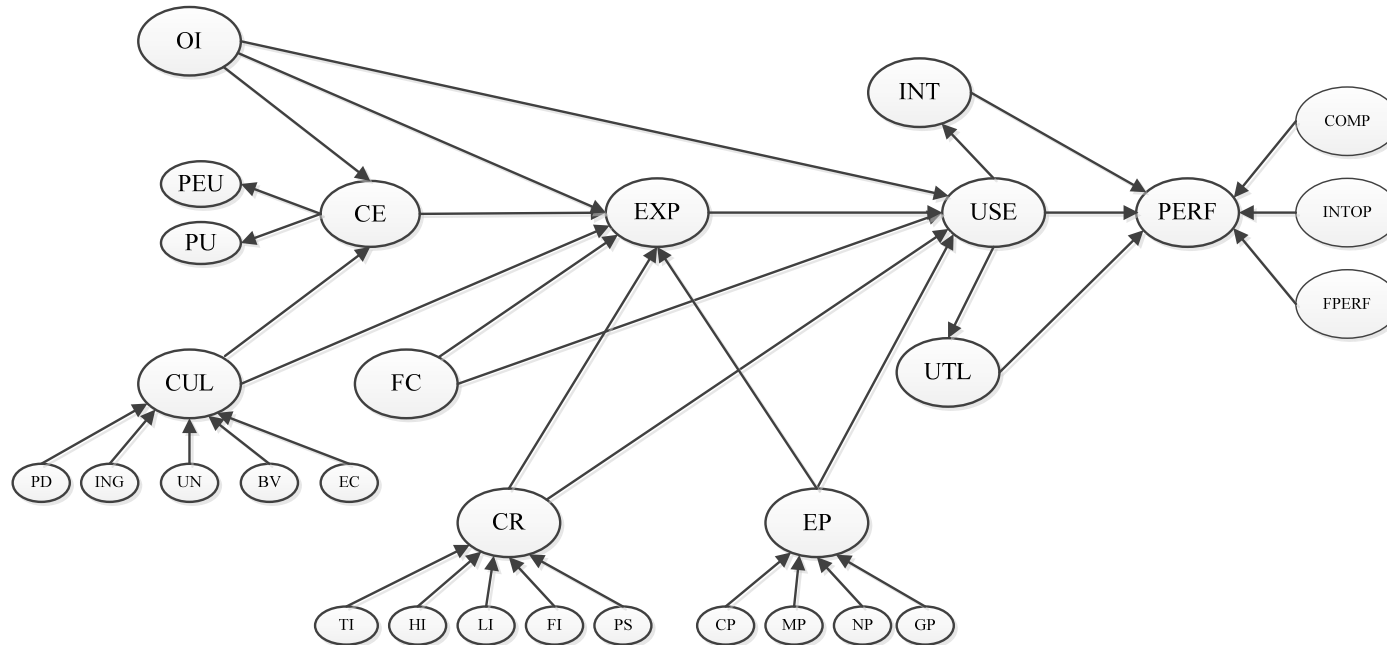 OI
INT
COMP
PEU
CE
EXP
USE
PERF
INTOP
PU
FPERF
CUL
FC
UTL
PD
ING
UN
BV
EC
CR
EP
TI
HI
LI
FI
PS
CP
MP
NP
GP